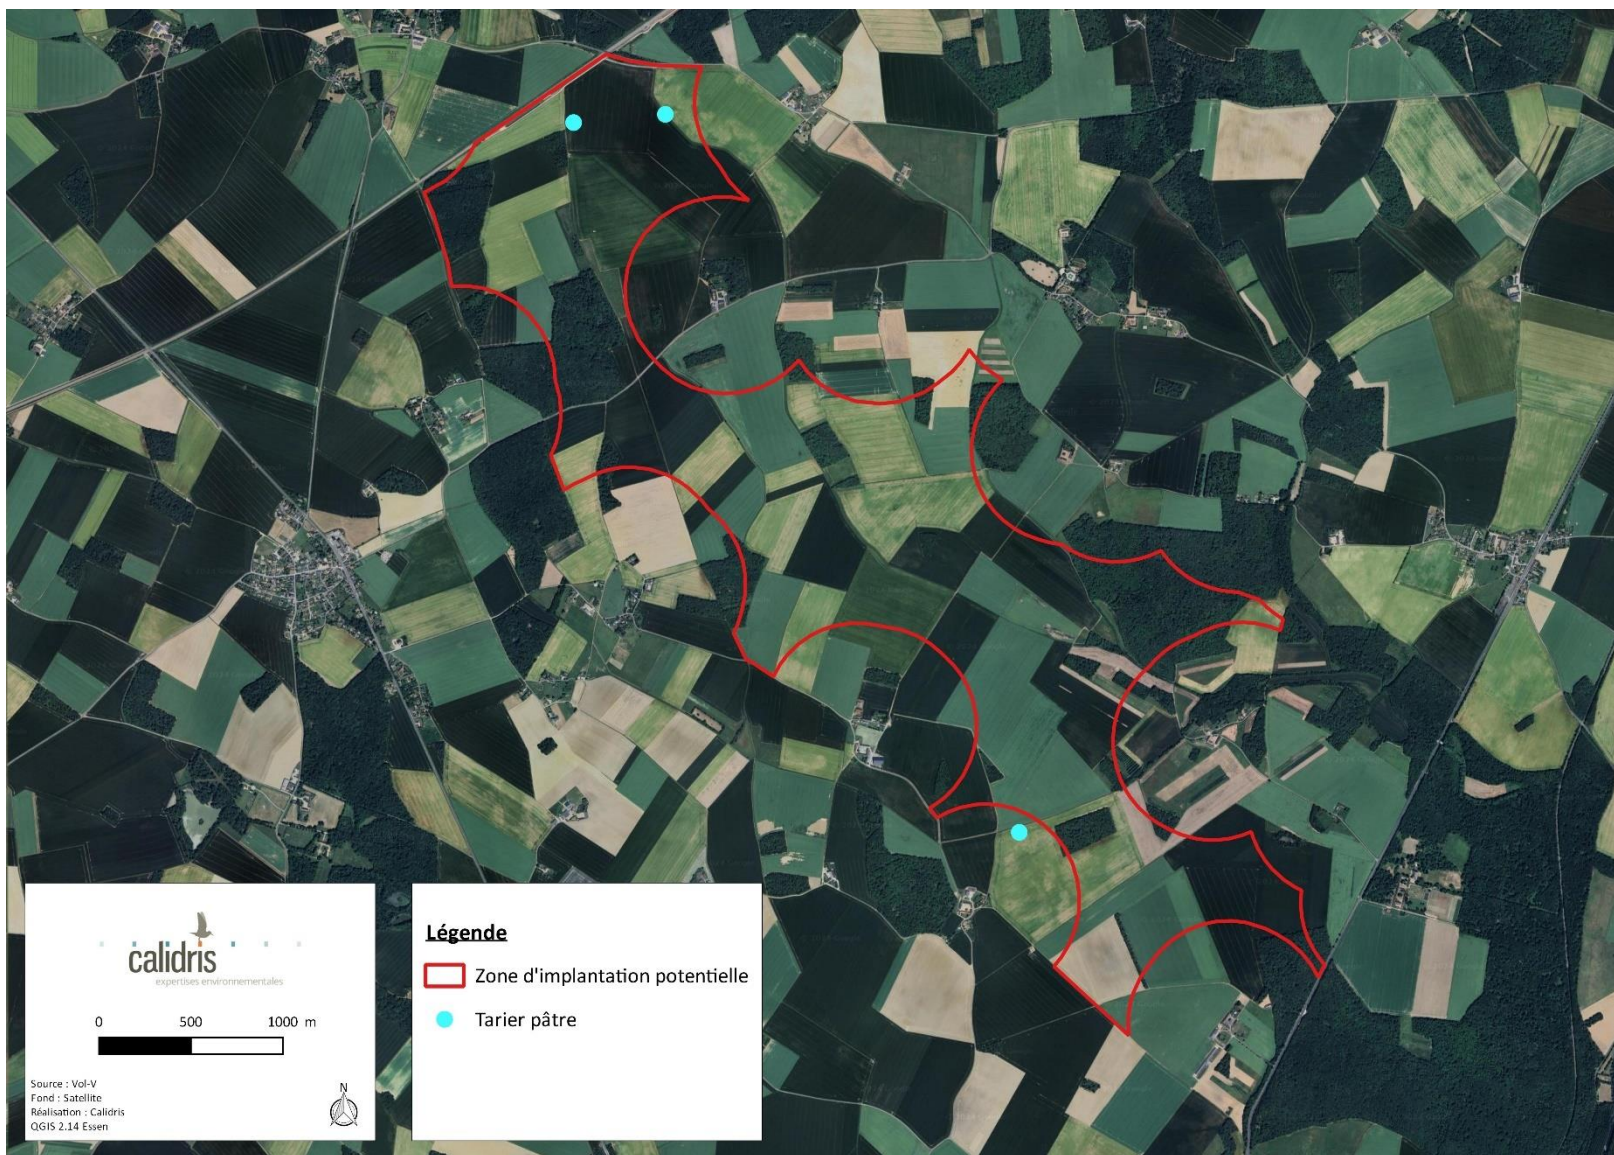 calidris
expertises environnementales
0 500 1000 m
Source : Vol-V
Fond : Satellite
Réalisation : Calidris
QGIS 2.14 Essen
N
Légende
Zone d'implantation potentielle
Tarier pâtre